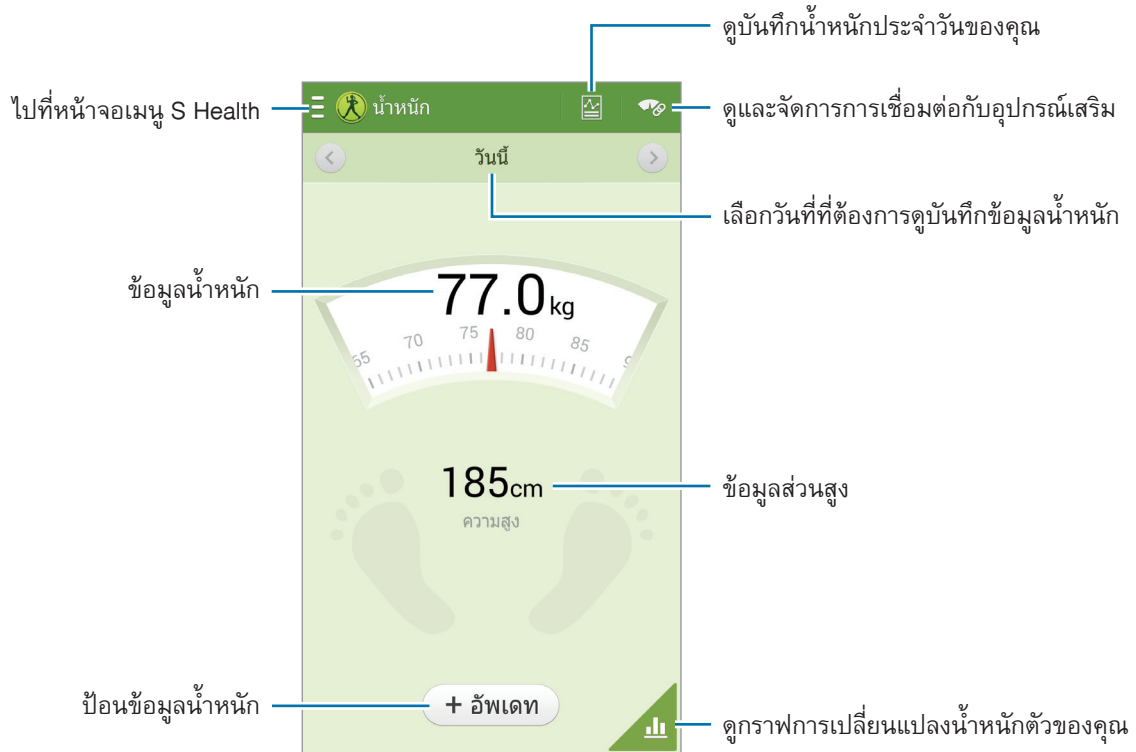 ดูบันทึกน้ำหนักประจำวันของคุณ
ไปที่หน้าจอเมนู S Health
น้ำหนัก
ดูและจัดการการเชื่อมต่อกับอุปกรณ์เสริม
วันนี้
เลือกวันที่ที่ต้องการดูบันทึกข้อมูลน้ำหนัก
ข้อมูลน้ำหนัก
77.0kg
65 70 75 80 85
185cm
ข้อมูลส่วนสูง
ความสูง
ป้อนข้อมูลน้ำหนัก
+ อัพเดท
ดูกราฟการเปลี่ยนแปลงน้ำหนักตัวของคุณ